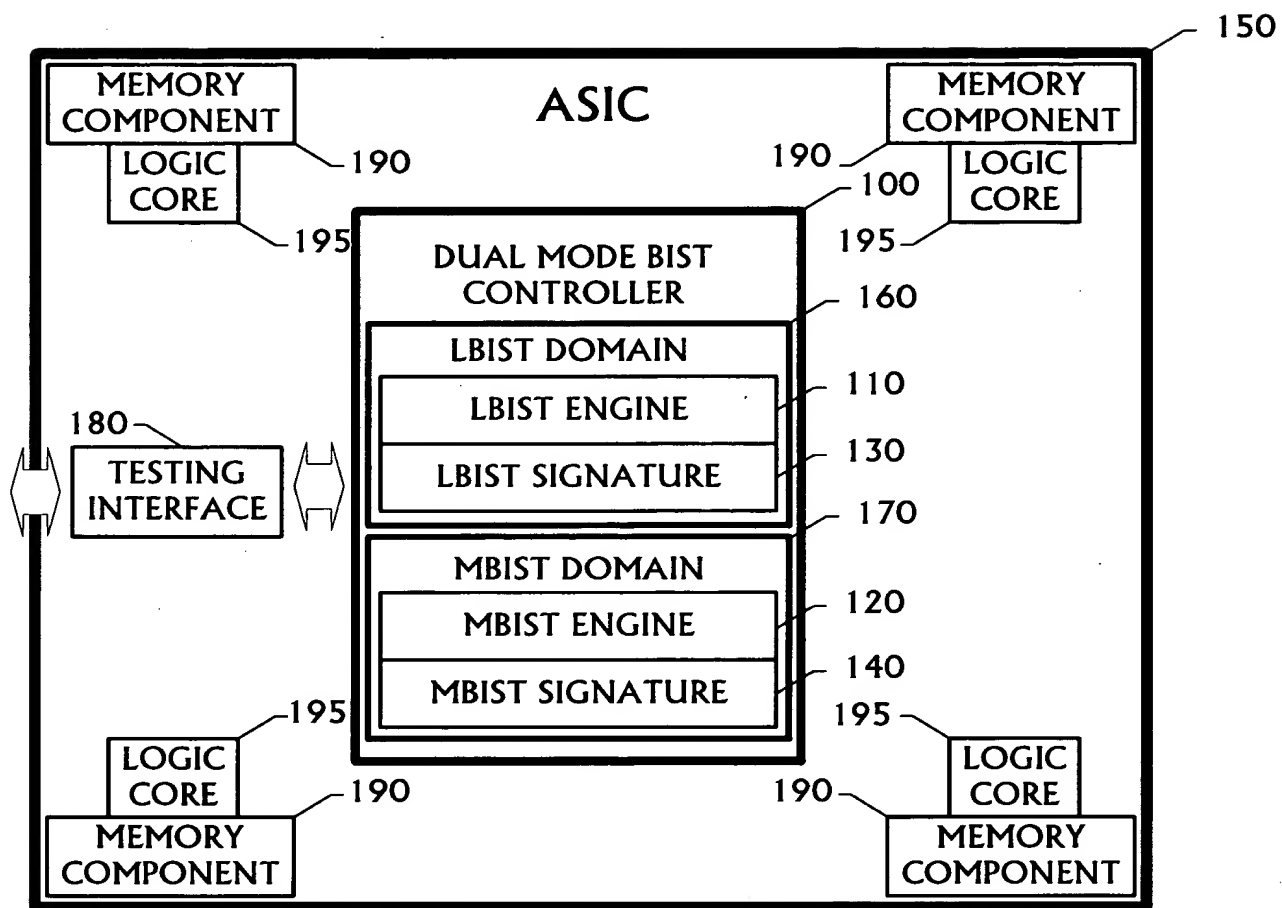 150
MEMORY
COMPONENT
ASIC
MEMORY
COMPONENT
190
190
LOGIC
CORE
LOGIC
CORE
100
195
195
DUAL MODE BIST
CONTROLLER
160
LBIST DOMAIN
110
LBIST ENGINE
180
130
LBIST SIGNATURE
TESTING
INTERFACE
170
MBIST DOMAIN
120
MBIST ENGINE
140
MBIST SIGNATURE
195
195
LOGIC
CORE
LOGIC
CORE
190
190
MEMORY
COMPONENT
MEMORY
COMPONENT